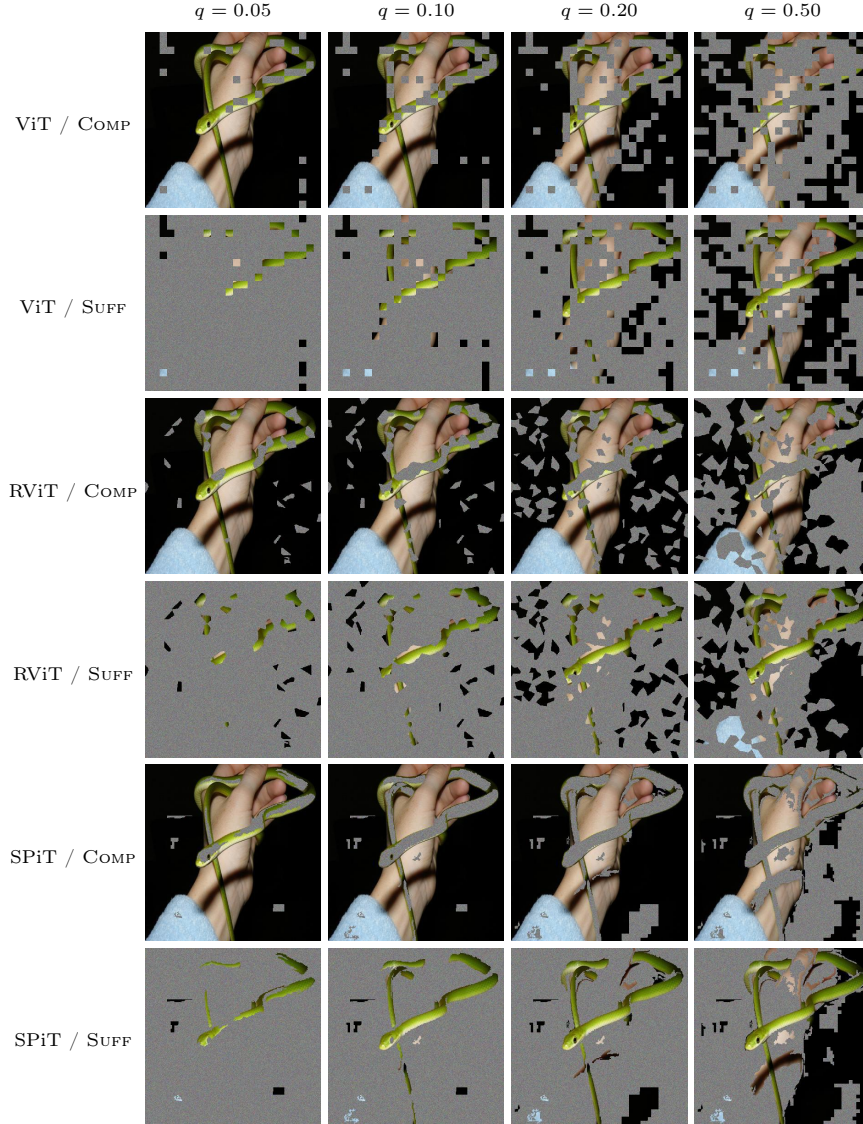 q = 0.05 q = 0.10 q = 0.20 q = 0.50
ViT / Comp
ViT / Suff
RViT / Comp
RViT / Suff
SPiT / Comp
SPiT / Suff